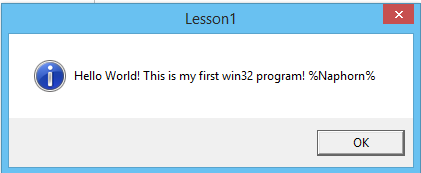 Lesson1
Hello World! This is my first win32 program! %Naphorn%
OK